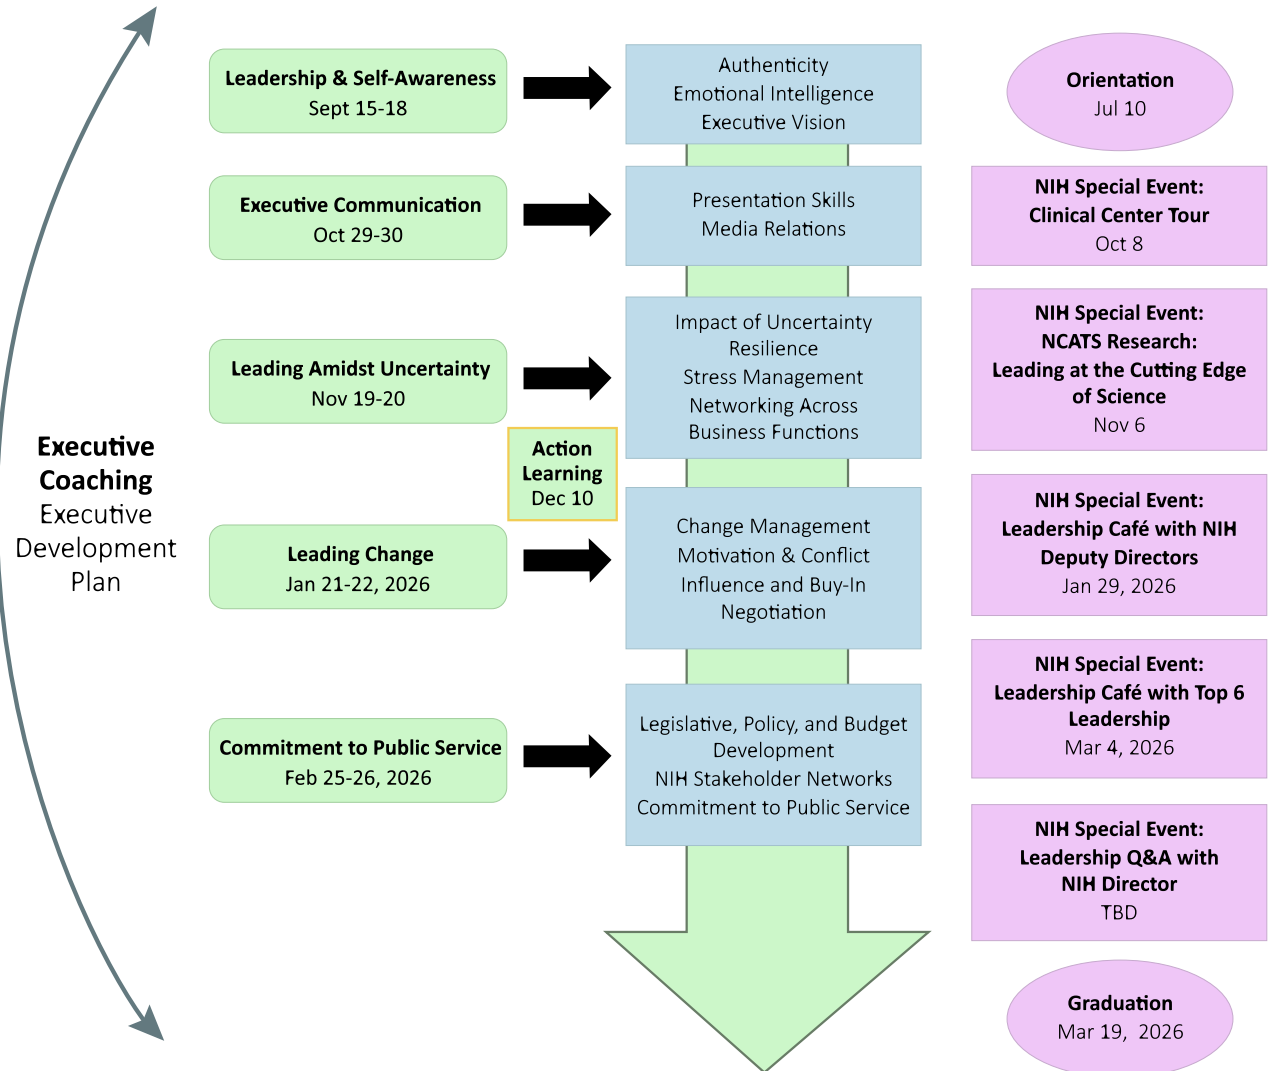 Executive
Coaching
Executive
Development
Plan
Leadership & Self-Awareness
Sept 15-18
Authenticity
Emotional Intelligence
Executive Vision
Executive Communication
Oct 29-30
Presentation Skills
Media Relations
Leading Amidst Uncertainty
Nov 19-20
Impact of Uncertainty
Resilience
Stress Management
Networking Across
Business Functions
Action
Learning
Dec 10
Leading Change
Jan 21-22, 2026
Change Management
Motivation & Conflict
Influence and Buy-In
Negotiation
Commitment to Public Service
Feb 25-26, 2026
Legislative, Policy, and Budget
Development
NIH Stakeholder Networks
Commitment to Public Service
Orientation
Jul 10
NIH Special Event:
Clinical Center Tour
Oct 8
NIH Special Event:
NCATS Research:
Leading at the Cutting Edge
of Science
Nov 6
NIH Special Event:
Leadership Café with NIH
Deputy Directors
Jan 29, 2026
NIH Special Event:
Leadership Café with Top 6
Leadership
Mar 4, 2026
NIH Special Event:
Leadership Q&A with
NIH Director
TBD
Graduation
Mar 19, 2026